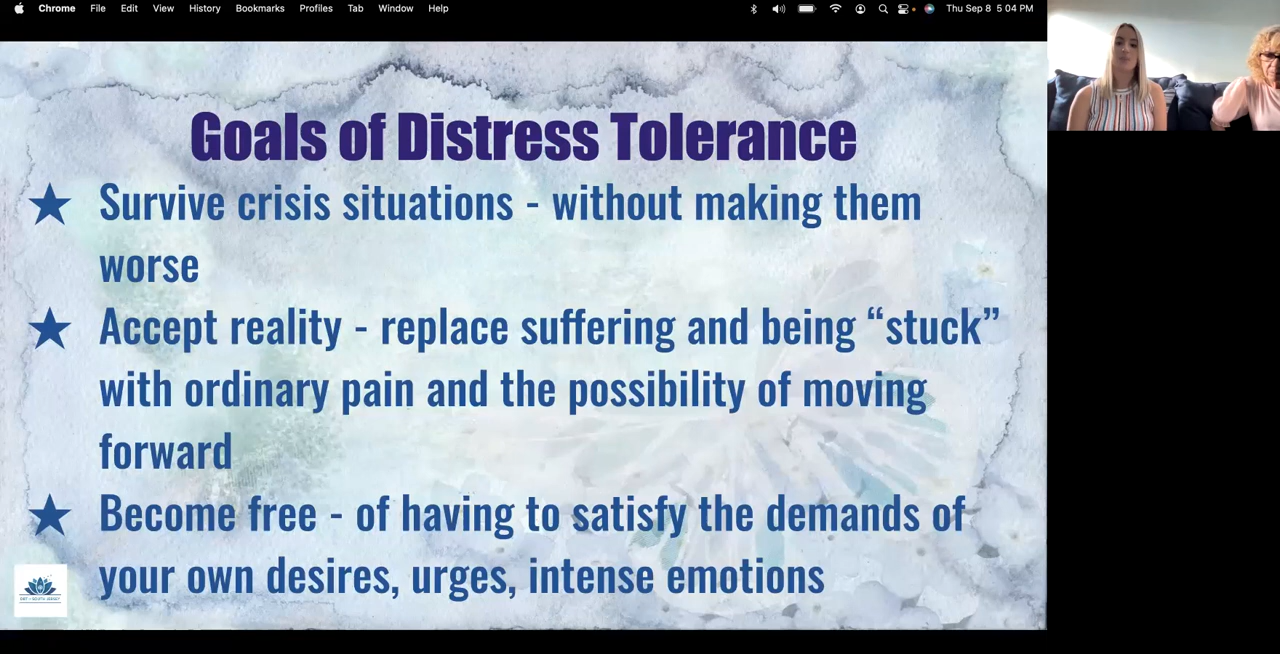 Chrome File Edit View History Bookmarks Profiles Tab Window Help Thu Sep 8 5 04 PM
Goals of Distress Tolerance
Survive crisis situations - without making them
worse
Accept reality - replace suffering and being “stuck”
with ordinary pain and the possibility of moving
forward
Become free - of having to satisfy the demands of
your own desires, urges, intense emotions